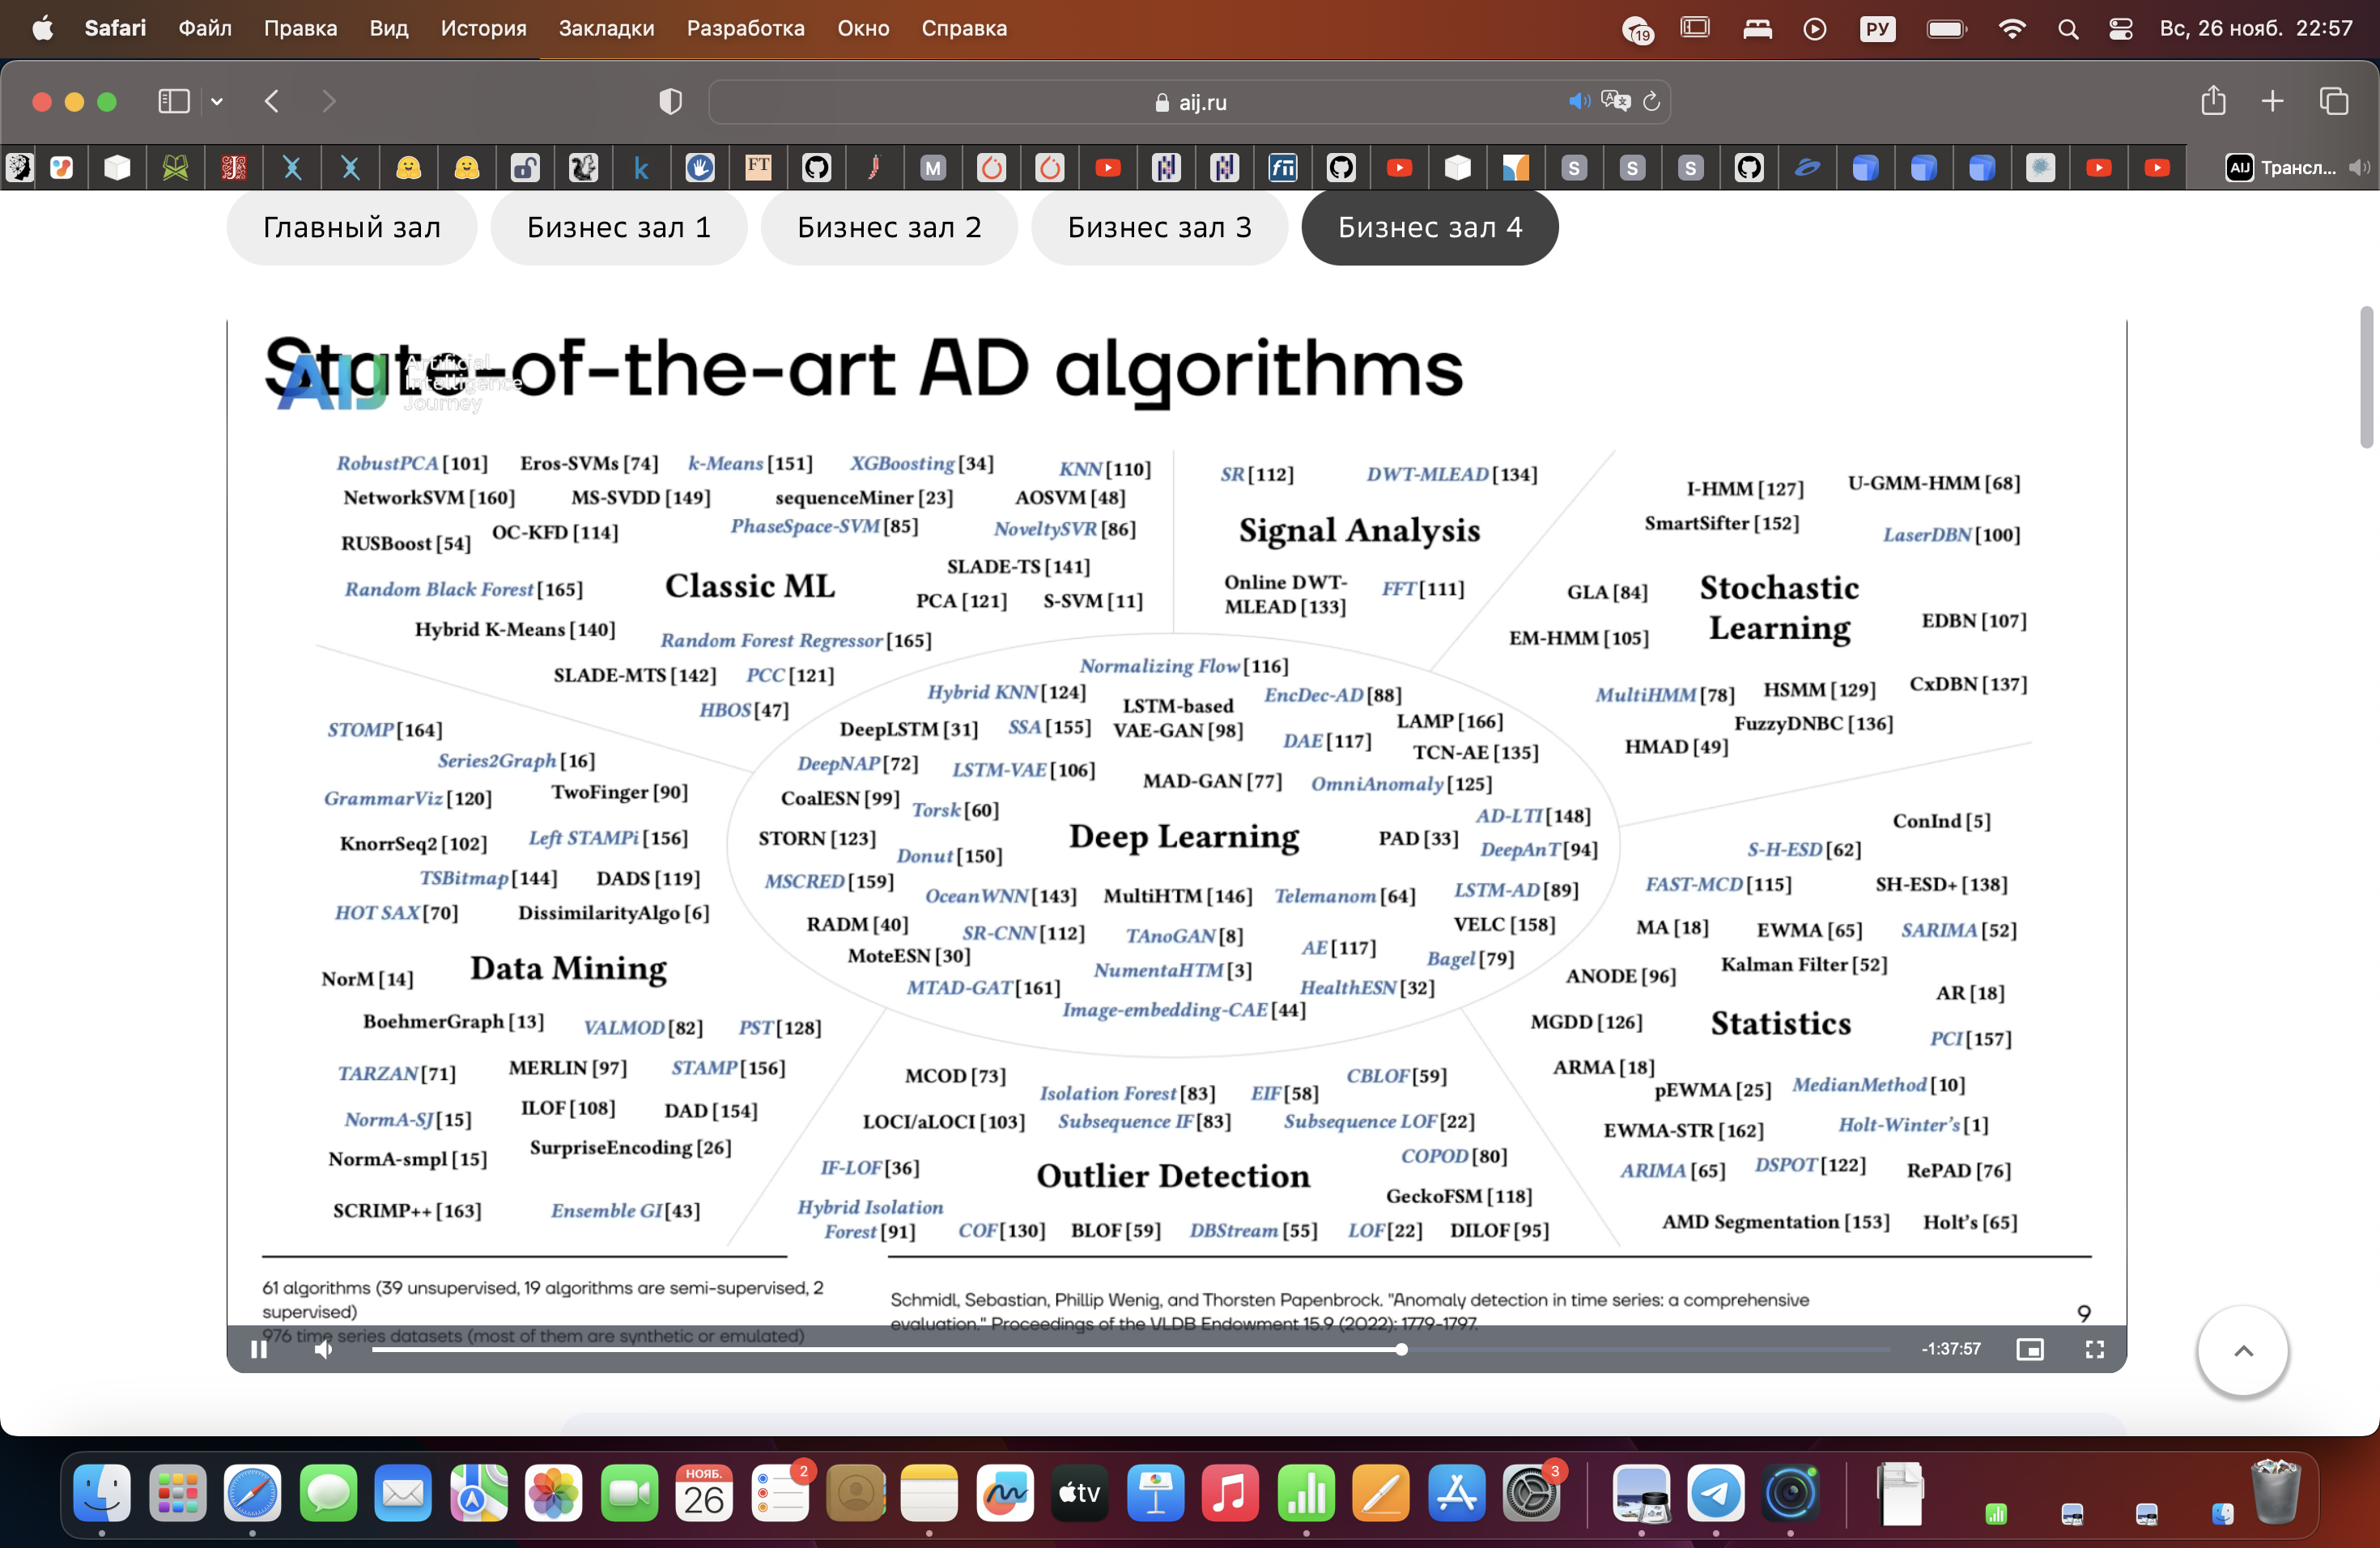 Safari Файл Правка Вид История Закладки Разработка Окно Справка 19 РУ Вс, 26 нояб. 22:57
aij.ru
k FT M fi S S S AIJ Трансл...
Главный зал Бизнес зал 1 Бизнес зал 2 Бизнес зал 3 Бизнес зал 4
State-of-the-art AD algorithms
AIJ Artificial
Intelligence
Journey
RobustPCA [101] Eros-SVMs [74] k-Means [151] XGBoosting [34] KNN [110]
NetworkSVM [160] MS-SVDD [149] sequenceMiner [23] AOSVM [48]
RUSBoost [54] OC-KFD [114] PhaseSpace-SVM [85] NoveltySVR [86]
SLADE-TS [141]
Random Black Forest [165] Classic ML PCA [121] S-SVM [11]
Hybrid K-Means [140] Random Forest Regressor [165]
SLADE-MTS [142] PCC [121]
HBOS [47]
SR [112] DWT-MLEAD [134]
Signal Analysis
Online DWT-
MLEAD [133] FFT [111]
I-HMM [127] U-GMM-HMM [68]
SmartSifter [152] LaserDBN [100]
GLA [84] Stochastic
Learning EDBN [107]
EM-HMM [105]
MultiHMM [78] HSMM [129] CxDBN [137]
FuzzyDNBC [136]
HMAD [49]
Normalizing Flow [116]
Hybrid KNN [124] LSTM-based
VAE-GAN [98] EncDec-AD [88]
DeepLSTM [31] SSA [155] DAE [117] LAMP [166]
TCN-AE [135]
DeepNAP [72] LSTM-VAE [106] MAD-GAN [77] OmniAnomaly [125]
CoalESN [99] Torsk [60] AD-LTI [148]
STORN [123] Deep Learning PAD [33] DeepAnT [94]
Donut [150]
MSCRED [159] OceanWNN [143] MultiHTM [146] Telemanom [64] LSTM-AD [89]
RADM [40] SR-CNN [112] TAnoGAN [8] AE [117] VELC [158]
MoteESN [30] NumentaHTM [3] Bagel [79]
MTAD-GAT [161] HealthESN [32]
Image-embedding-CAE [44]
STOMP [164]
Series2Graph [16]
GrammarViz [120] TwoFinger [90]
KnorrSeq2 [102] Left STAMPi [156]
TSBitmap [144] DADS [119]
HOT SAX [70] DissimilarityAlgo [6]
NorM [14] Data Mining
BoehmerGraph [13] VALMOD [82] PST [128]
TARZAN [71] MERLIN [97] STAMP [156]
NormA-SJ [15] ILOF [108] DAD [154]
NormA-smpl [15] SurpriseEncoding [26]
SCRIMP++ [163] Ensemble GI [43]
MCOD [73] Isolation Forest [83] EIF [58] CBLOF [59]
LOCI/aLOCI [103] Subsequence IF [83] Subsequence LOF [22]
IF-LOF [36] Outlier Detection COPOD [80]
GeckoFSM [118]
Hybrid Isolation
Forest [91] COF [130] BLOF [59] DBStream [55] LOF [22] DILOF [95]
ConInd [5]
S-H-ESD [62]
FAST-MCD [115] SH-ESD+ [138]
MA [18] EWMA [65] SARIMA [52]
ANODE [96] Kalman Filter [52]
AR [18]
MGDD [126] Statistics PCI [157]
ARMA [18] pEWMA [25] MedianMethod [10]
EWMA-STR [162] Holt-Winter's [1]
ARIMA [65] DSPOT [122] RePAD [76]
AMD Segmentation [153] Holt's [65]
61 algorithms (39 unsupervised, 19 algorithms are semi-supervised, 2
supervised)
976 time series datasets (most of them are synthetic or emulated)
Schmidl, Sebastian, Phillip Wenig, and Thorsten Papenbrock. "Anomaly detection in time series: a comprehensive
evaluation." Proceedings of the VLDB Endowment 15.9 (2022): 1779-1797.
9
-1:37:57
НОЯБ. 26 2 tv 3